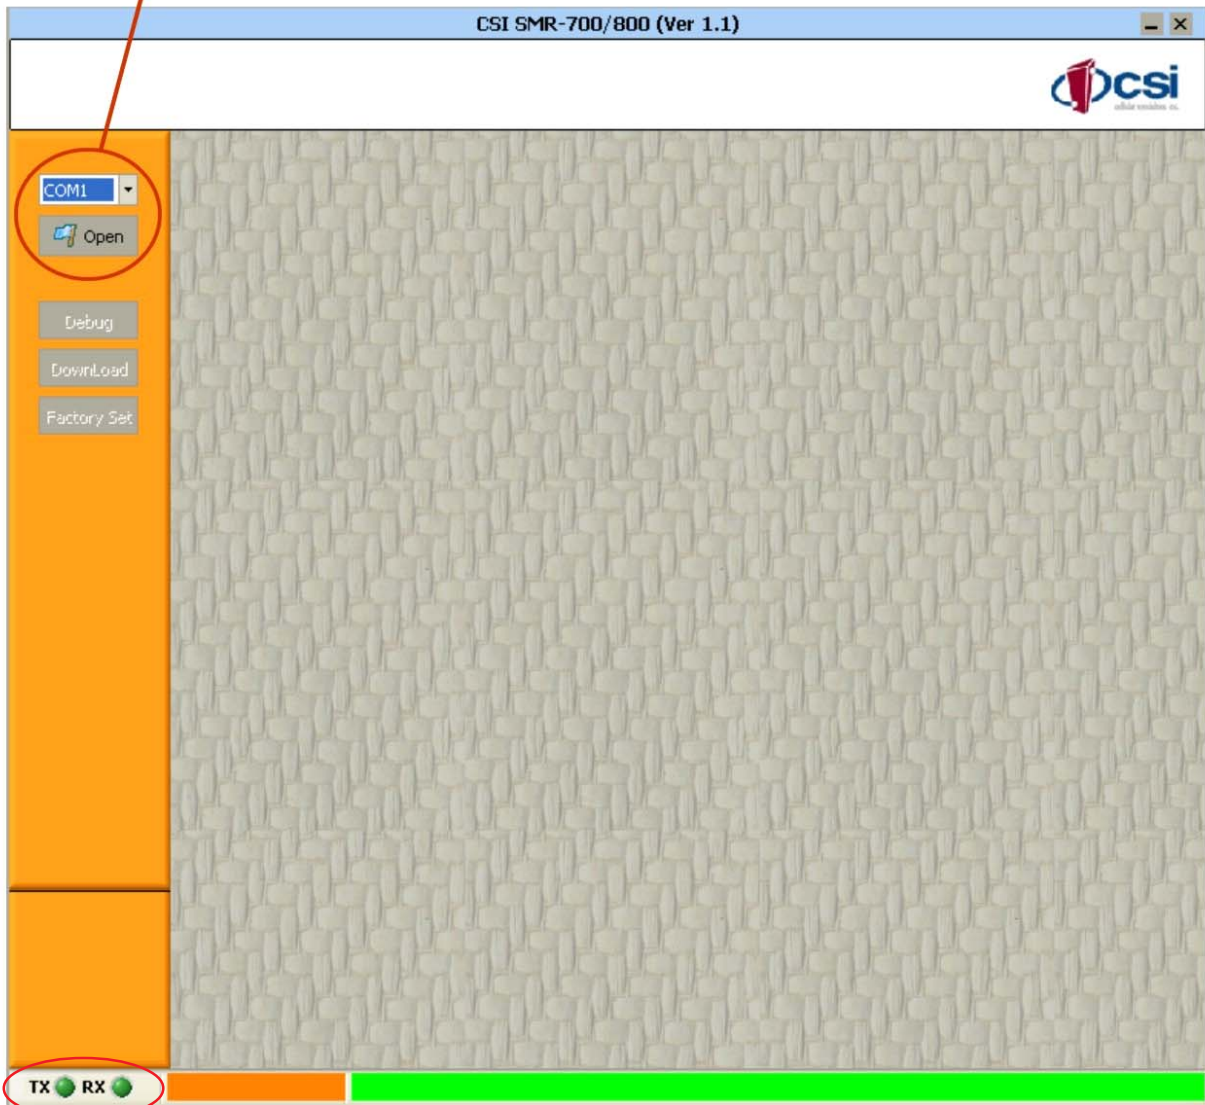 CSI SMR-700/800 (Ver 1.1)
csi
COM1
Open
Debug
DownLoad
Factory Set
TX RX